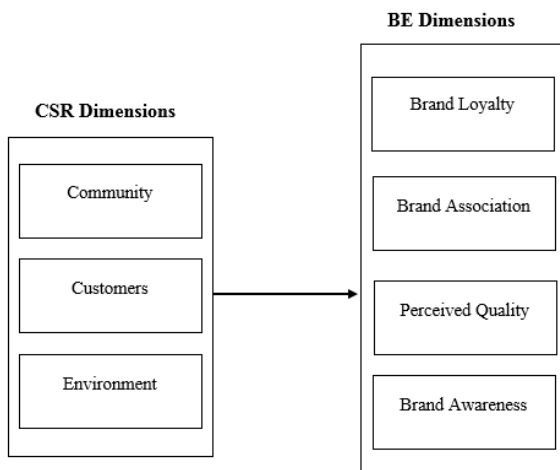 CSR Dimensions
Community
Customers
Environment
BE Dimensions
Brand Loyalty
Brand Association
Perceived Quality
Brand Awareness